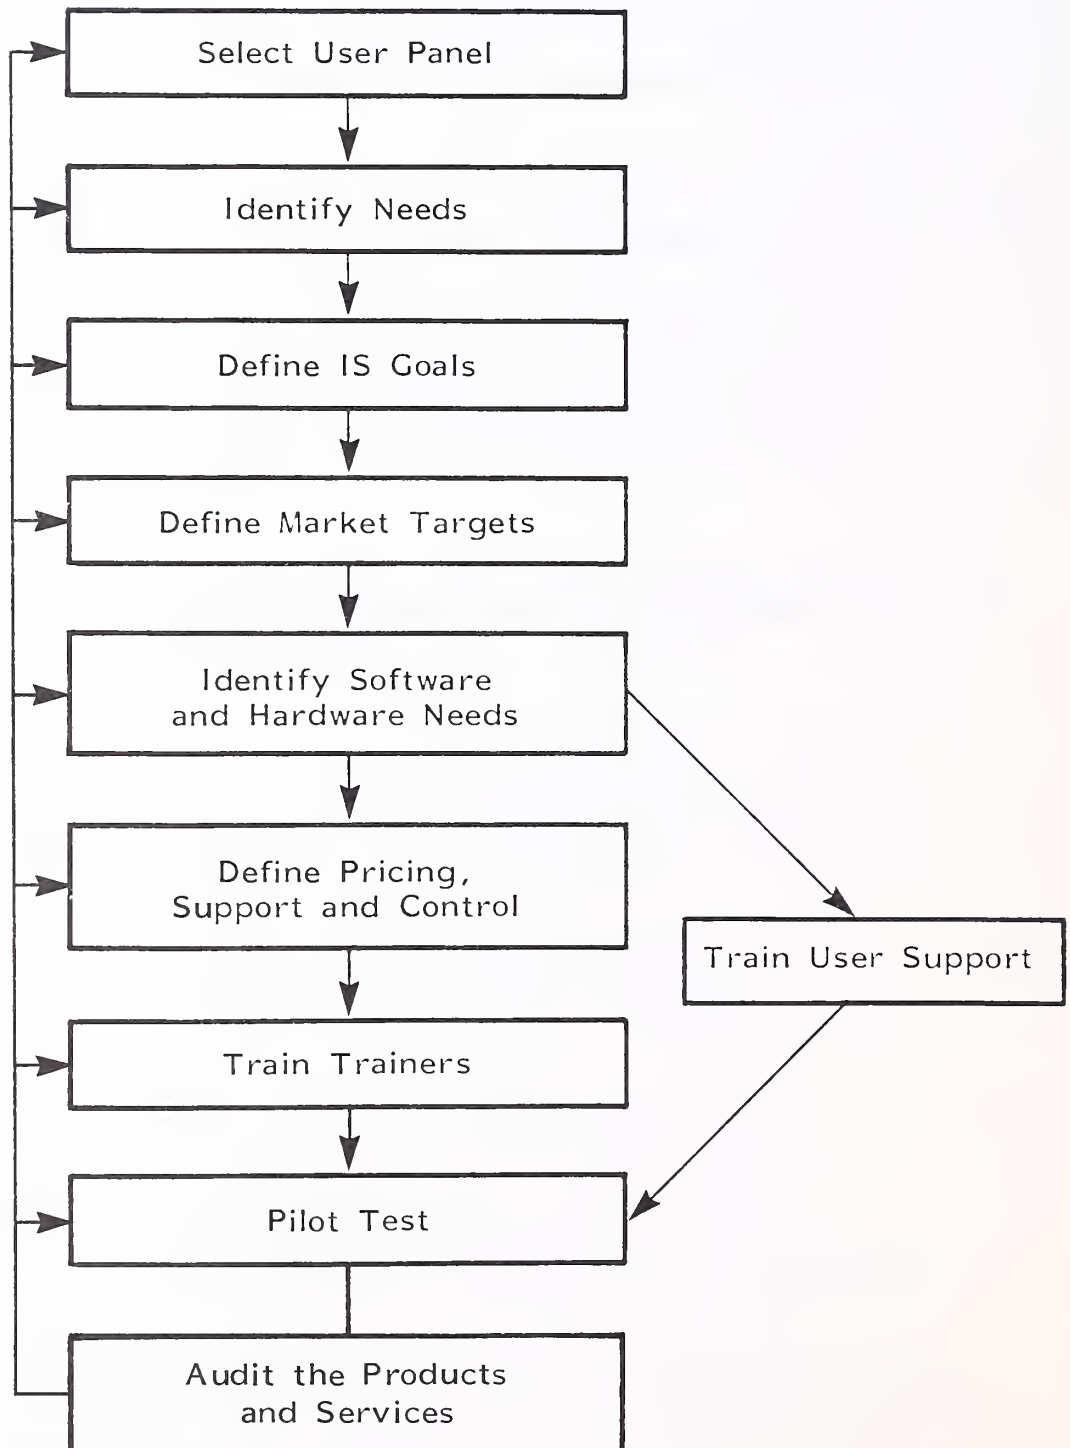 Select User Panel
Identify Needs
Define IS Goals
Define Market Targets
Identify Software
and Hardware Needs
Define Pricing,
Support and Control
Train User Support
Train Trainers
Pilot Test
Audit the Products
and Services